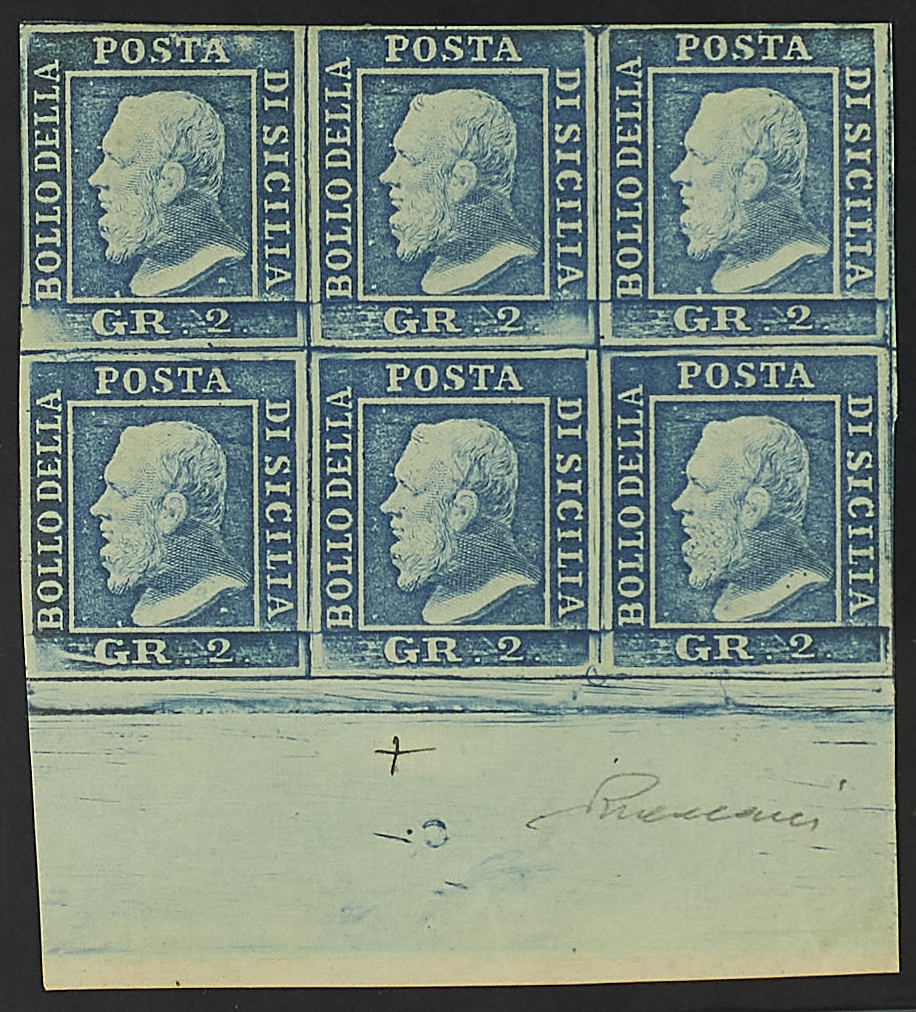 POSTA POSTA POSTA
BOLLO DELLA DI SICILIA BOLLO DELLA DI SICILIA BOLLO DELLA DI SICILIA
GR . 2 . GR . 2 . GR . 2 .
POSTA POSTA POSTA
BOLLO DELLA DI SICILIA BOLLO DELLA DI SICILIA BOLLO DELLA DI SICILIA
GR . 2 . GR . 2 . GR . 2 .